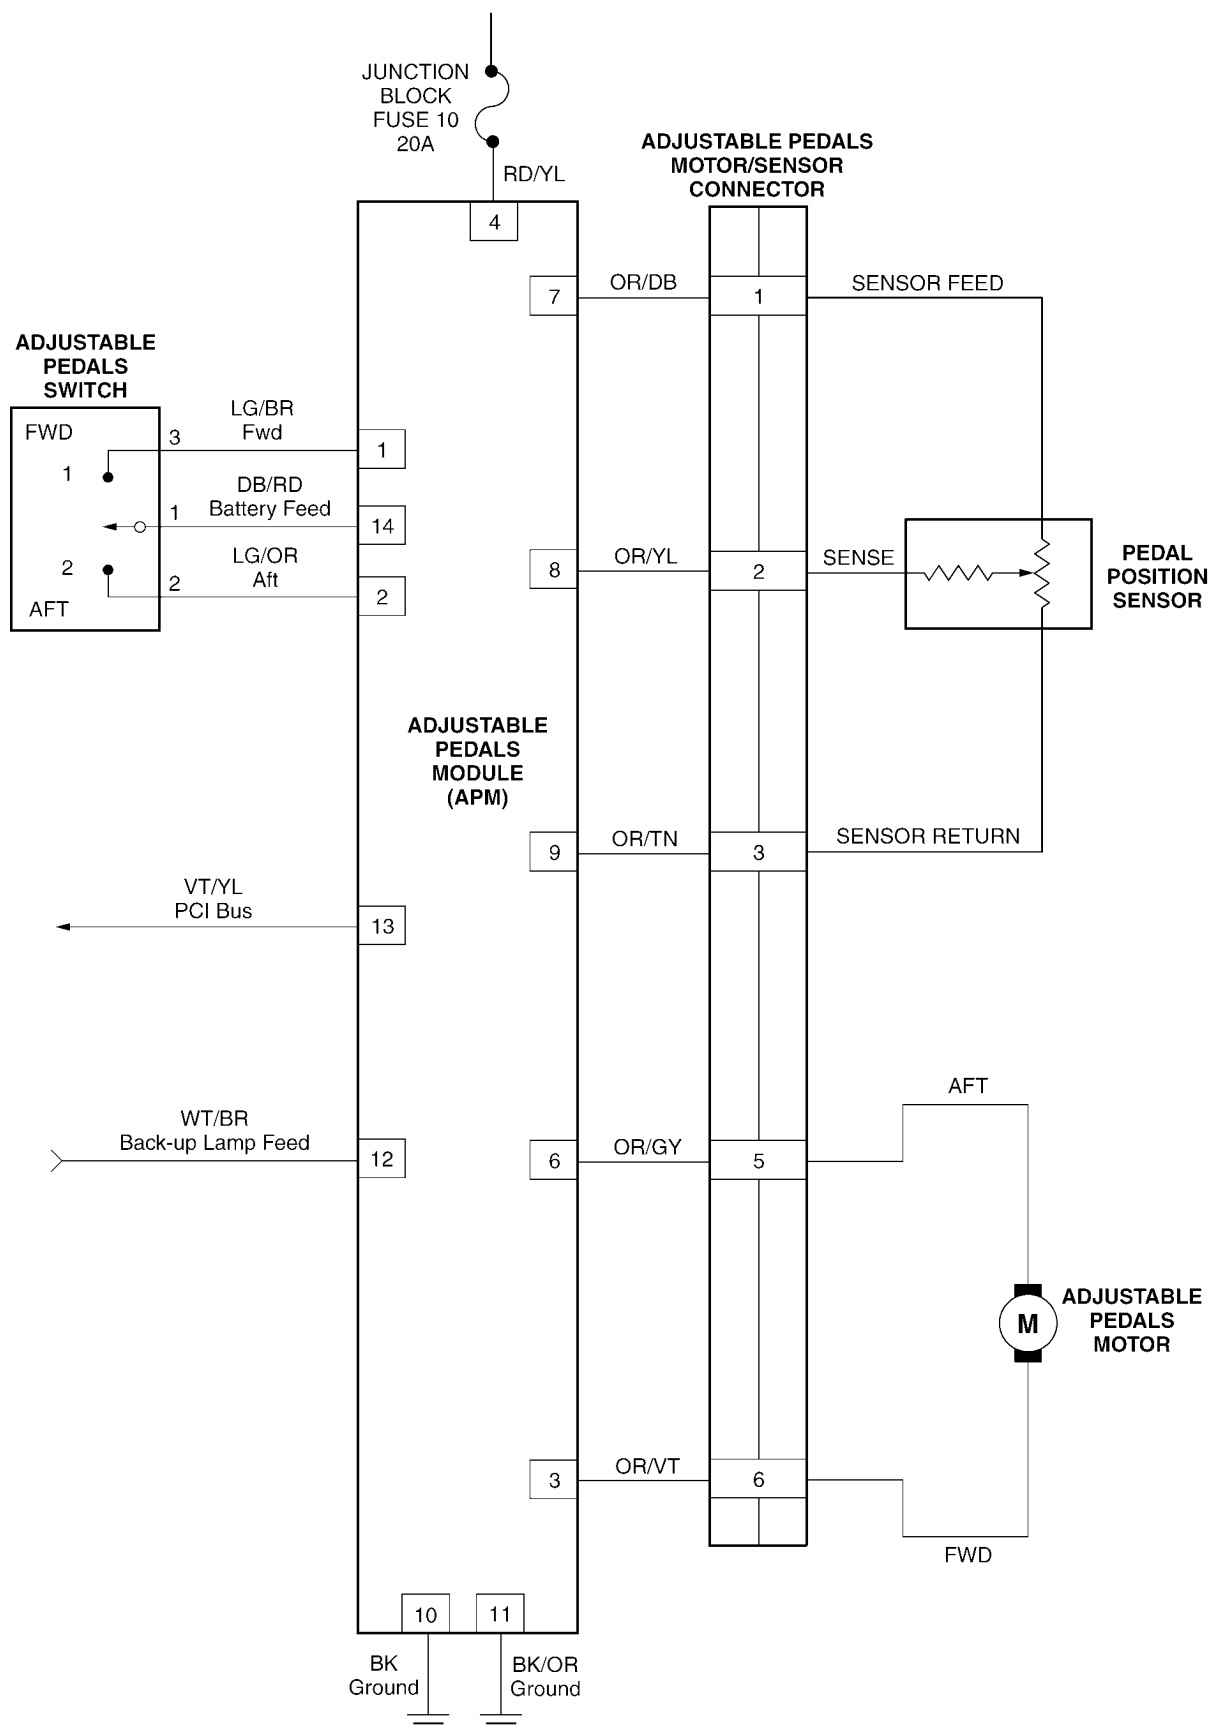 JUNCTION
BLOCK
FUSE 10
20A
RD/YL
4
ADJUSTABLE PEDALS
MOTOR/SENSOR
CONNECTOR
7
OR/DB
1
SENSOR FEED
ADJUSTABLE
PEDALS
SWITCH
FWD
1
2
AFT
3
LG/BR
Fwd
1
1
DB/RD
Battery Feed
14
2
LG/OR
Aft
2
8
OR/YL
2
SENSE
PEDAL
POSITION
SENSOR
ADJUSTABLE
PEDALS
MODULE
(APM)
9
OR/TN
3
SENSOR RETURN
VT/YL
PCI Bus
13
WT/BR
Back-up Lamp Feed
12
6
OR/GY
5
AFT
M
ADJUSTABLE
PEDALS
MOTOR
3
OR/VT
6
FWD
10
11
BK
Ground
BK/OR
Ground